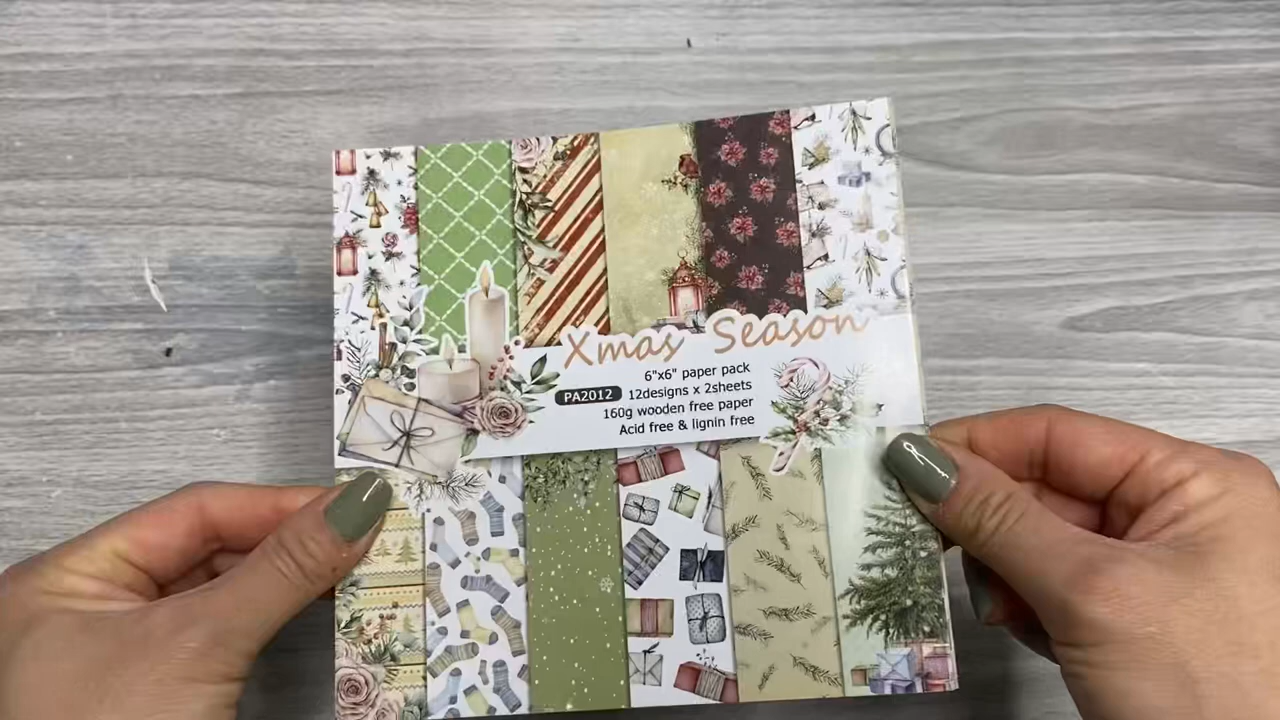 Xmas Season
6"x6" paper pack
PA2012 12designs x 2sheets
160g wooden free paper
Acid free & lignin free